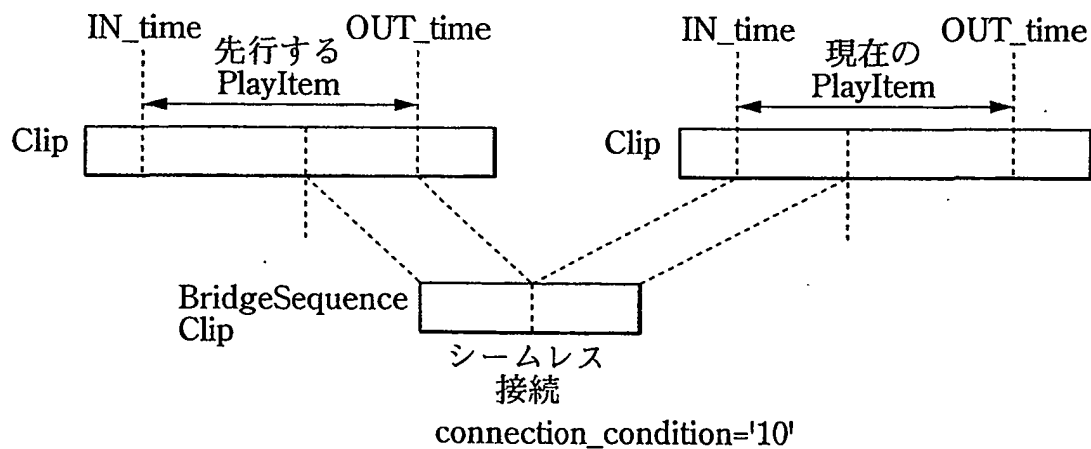 IN_time
OUT_time
先行する
PlayItem
Clip
IN_time
OUT_time
現在の
PlayItem
Clip
BridgeSequence
Clip
シームレス
接続
connection_condition='10'